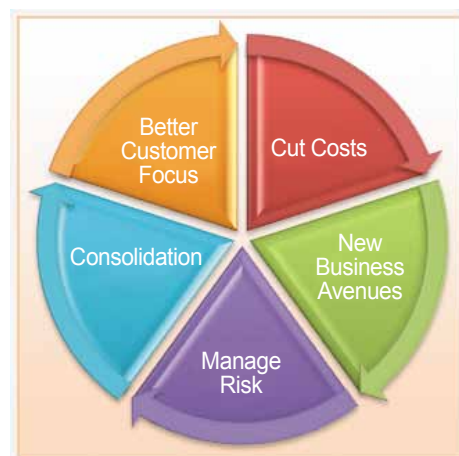 Better
Customer
Focus
Cut Costs
New
Business
Avenues
Manage
Risk
Consolidation